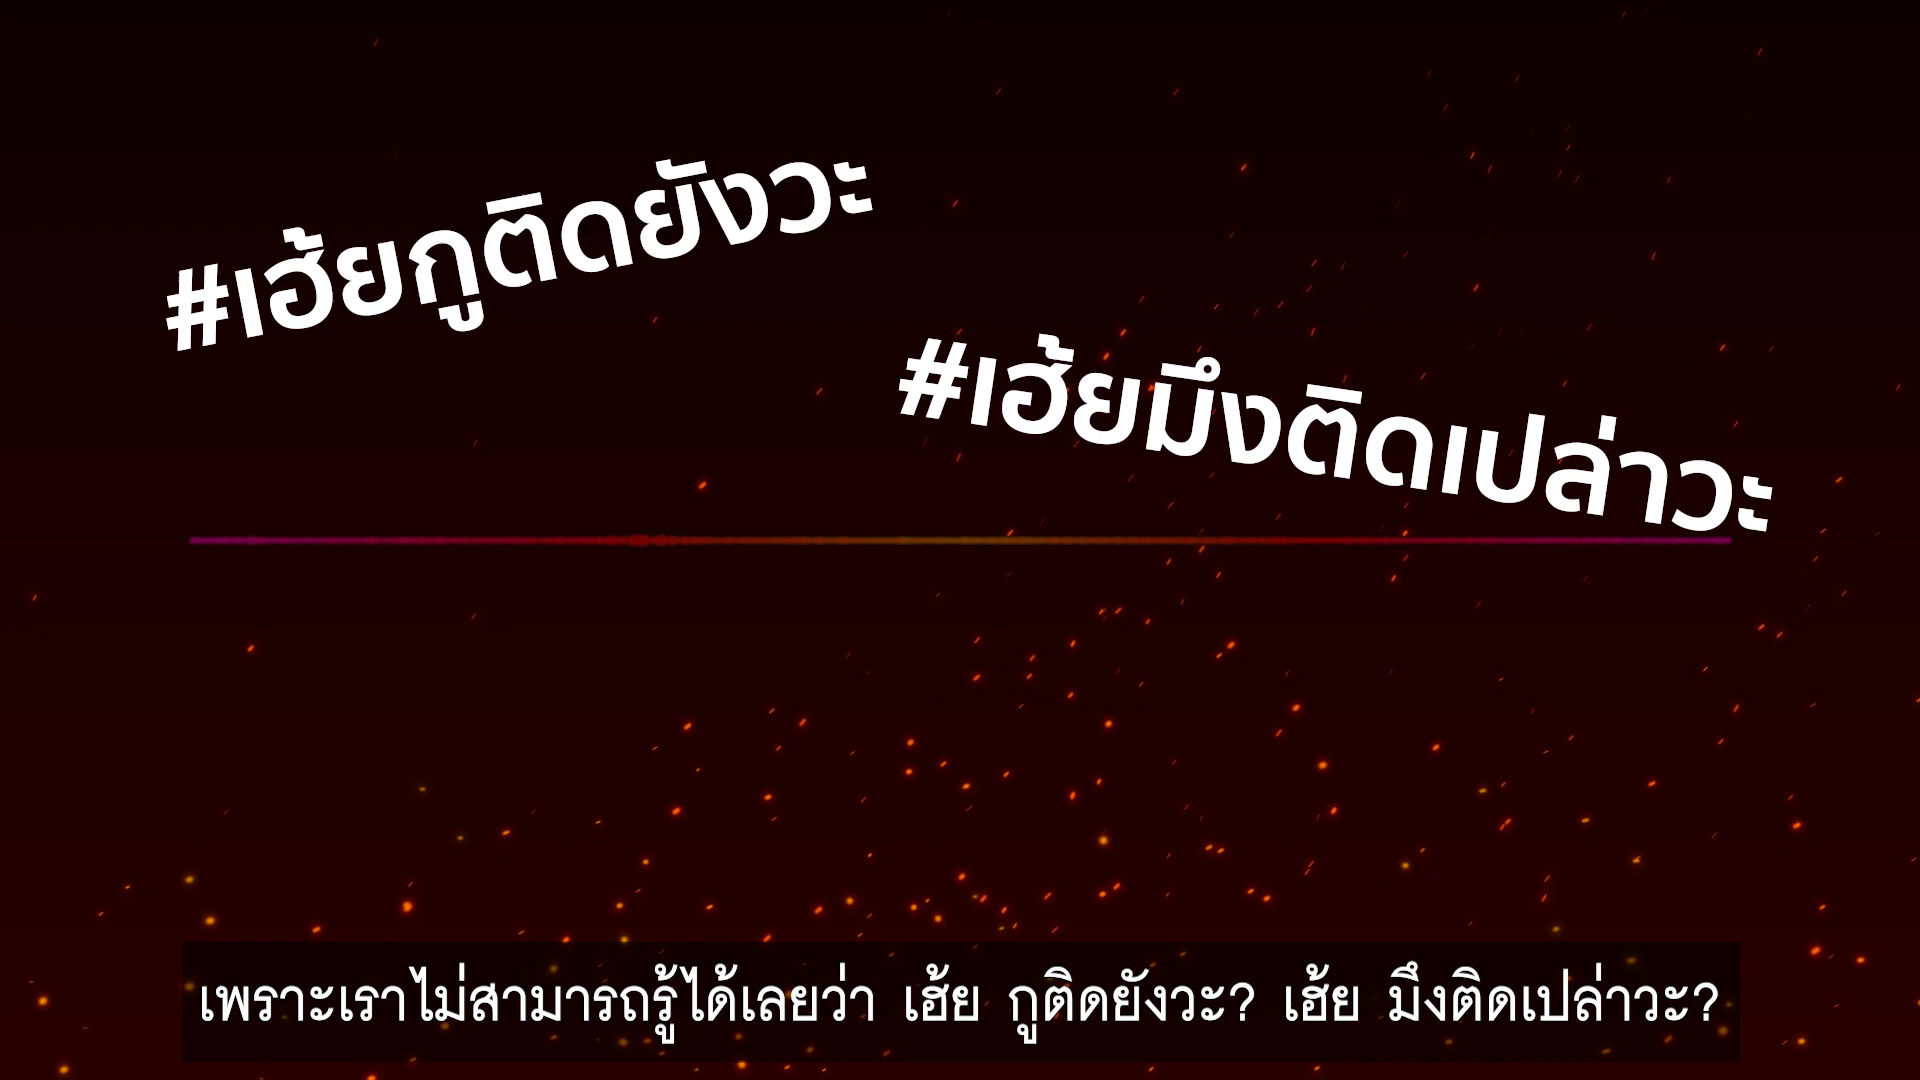 #เฮ้ยกูติดยังวะ
#เฮ้ยมึงติดเปล่าวะ
เพราะเราไม่สามารถรู้ได้เลยว่า เฮ้ย กูติดยังวะ? เฮ้ย มึงติดเปล่าวะ?